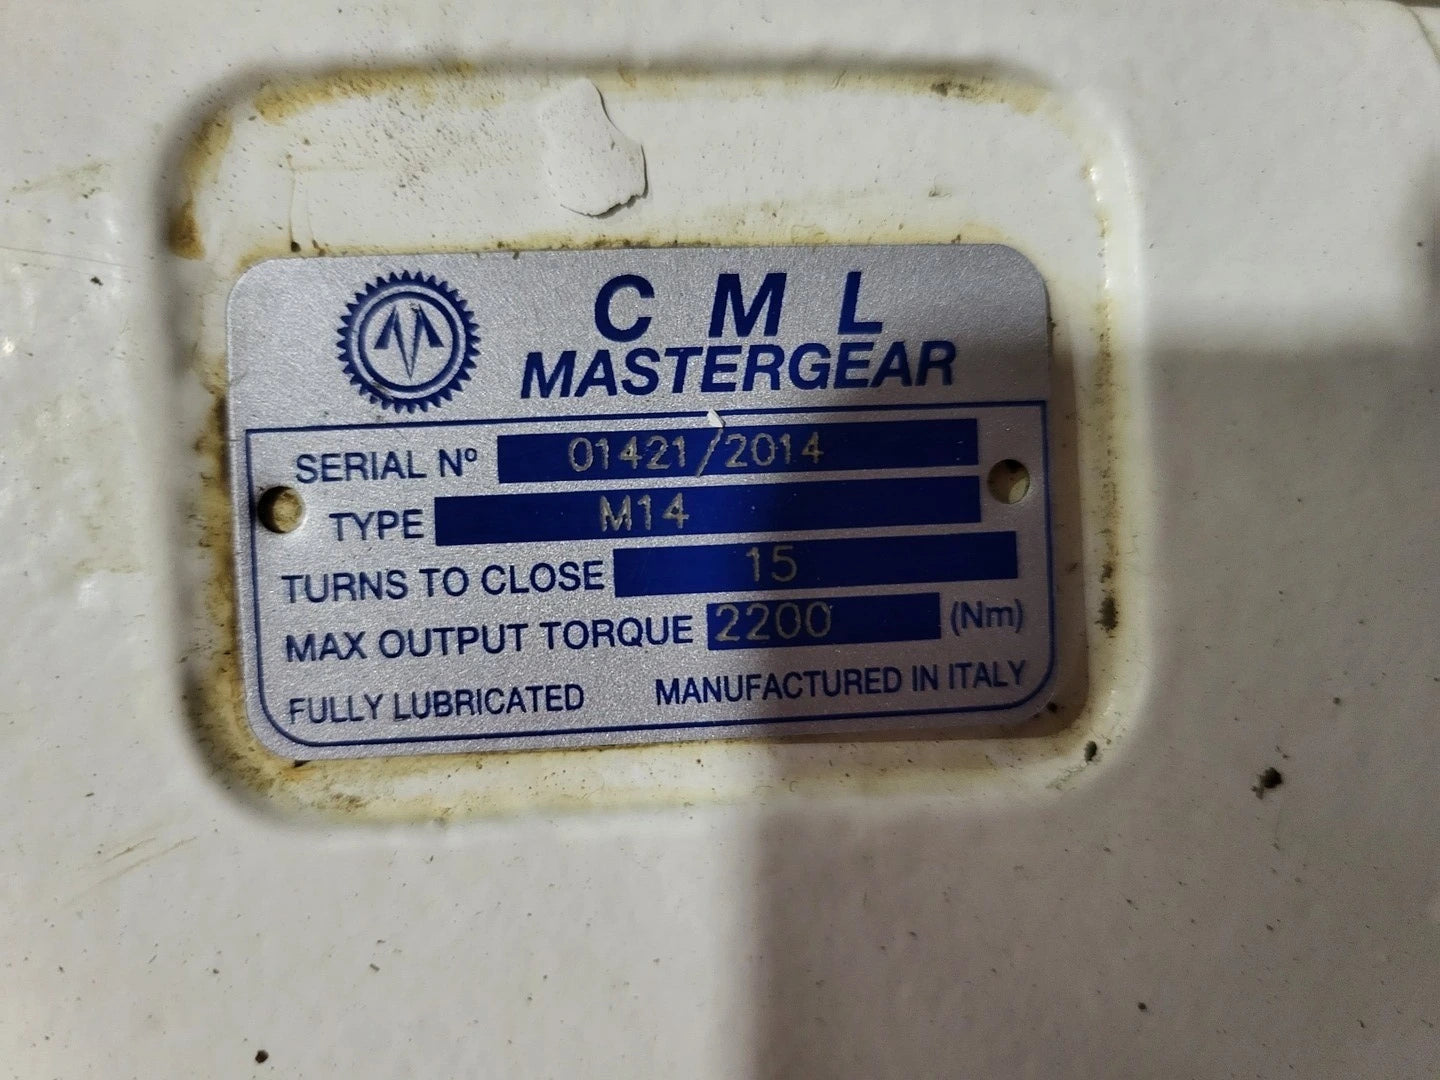 C M L
MASTERGEAR
SERIAL Nº 01421/2014
TYPE M14
TURNS TO CLOSE 15
MAX OUTPUT TORQUE 2200 (Nm)
FULLY LUBRICATED MANUFACTURED IN ITALY